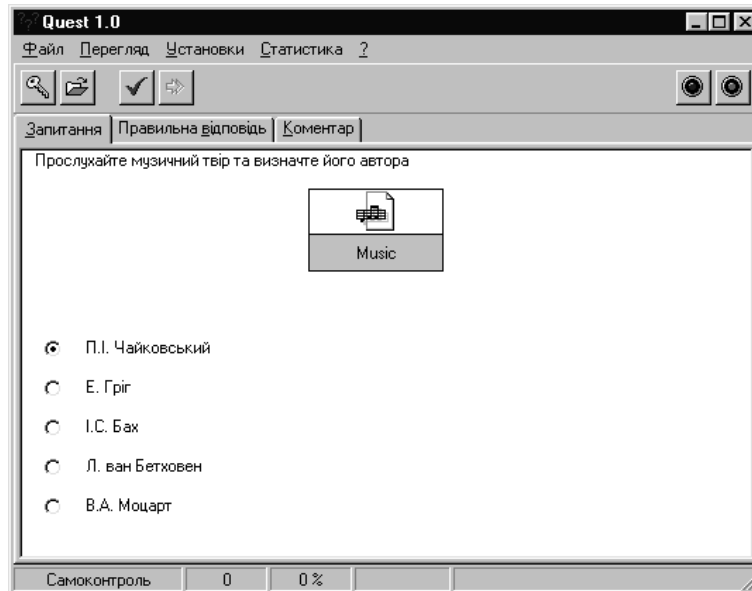 Quest 1.0
Файл Перегляд Установки Статистика ?
Запитання Правильна відповідь Коментар
Прослухайте музичний твір та визначте його автора
Music
П.І. Чайковський
Е. Гріг
І.С. Бах
Л. ван Бетховен
В.А. Моцарт
Самоконтроль 0 0 %